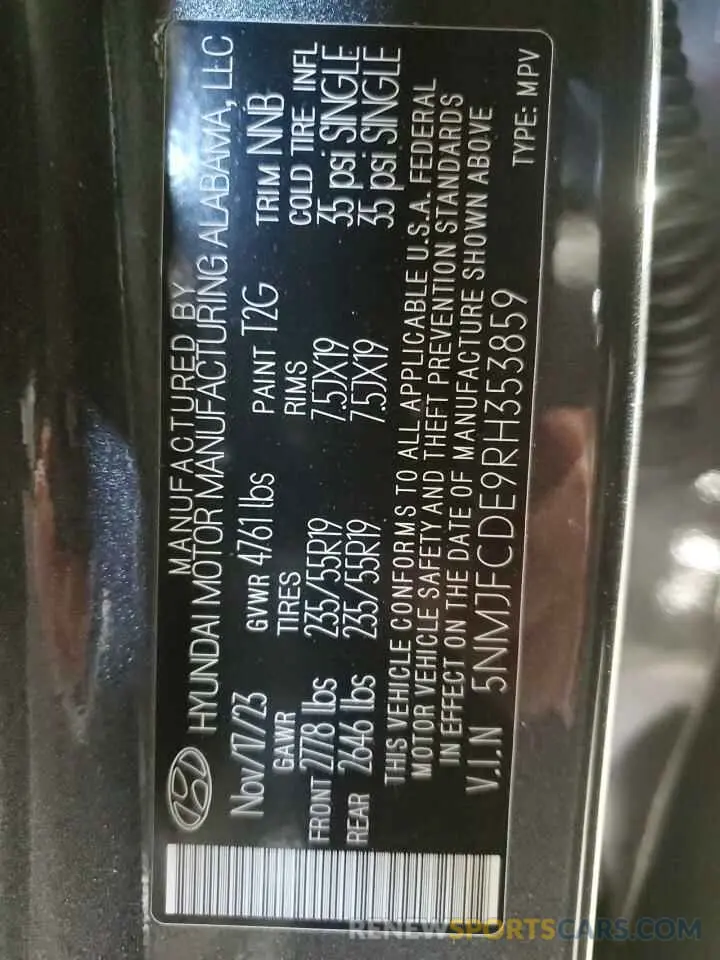 MANUFACTURED BY
HYUNDAI MOTOR MANUFACTURING ALABAMA, LLC
Nov/17/23 GVWR 4761 lbs PAINT T2G TRIM NNB
GAWR TIRES RIMS COLD TIRE INFL
FRONT 2778 lbs 235/55R19 7.5JX19 35 psi SINGLE
REAR 2646 lbs 235/55R19 7.5JX19 35 psi SINGLE
THIS VEHICLE CONFORMS TO ALL APPLICABLE U.S.A. FEDERAL
MOTOR VEHICLE SAFETY AND THEFT PREVENTION STANDARDS
IN EFFECT ON THE DATE OF MANUFACTURE SHOWN ABOVE
V.I.N 5NMJFCDE9RH353859 TYPE: MPV
RENEWSPORTSCARS.COM